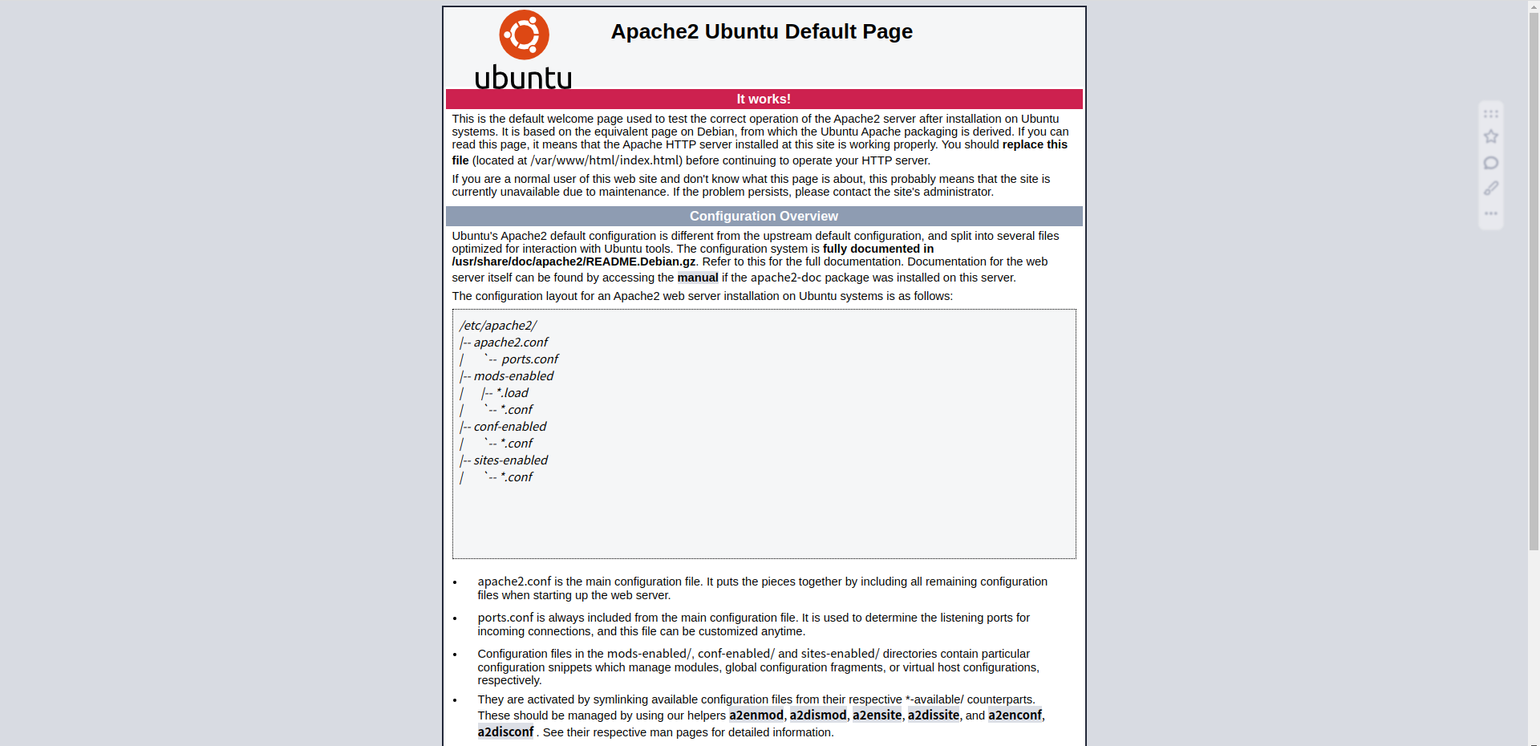 ubuntu
Apache2 Ubuntu Default Page
It works!
This is the default welcome page used to test the correct operation of the Apache2 server after installation on Ubuntu
systems. It is based on the equivalent page on Debian, from which the Ubuntu Apache packaging is derived. If you can
read this page, it means that the Apache HTTP server installed at this site is working properly. You should replace this
file (located at /var/www/html/index.html) before continuing to operate your HTTP server.
If you are a normal user of this web site and don't know what this page is about, this probably means that the site is
currently unavailable due to maintenance. If the problem persists, please contact the site's administrator.
Configuration Overview
Ubuntu's Apache2 default configuration is different from the upstream default configuration, and split into several files
optimized for interaction with Ubuntu tools. The configuration system is fully documented in
/usr/share/doc/apache2/README.Debian.gz. Refer to this for the full documentation. Documentation for the web
server itself can be found by accessing the manual if the apache2-doc package was installed on this server.
The configuration layout for an Apache2 web server installation on Ubuntu systems is as follows:
/etc/apache2/
|-- apache2.conf
|       `--  ports.conf
|-- mods-enabled
|       |-- *.load
|       `-- *.conf
|-- conf-enabled
|       `-- *.conf
|-- sites-enabled
|       `-- *.conf
• apache2.conf is the main configuration file. It puts the pieces together by including all remaining configuration
files when starting up the web server.
• ports.conf is always included from the main configuration file. It is used to determine the listening ports for
incoming connections, and this file can be customized anytime.
• Configuration files in the mods-enabled/, conf-enabled/ and sites-enabled/ directories contain particular
configuration snippets which manage modules, global configuration fragments, or virtual host configurations,
respectively.
• They are activated by symlinking available configuration files from their respective *-available/ counterparts.
These should be managed by using our helpers a2enmod, a2dismod, a2ensite, a2dissite, and a2enconf,
a2disconf . See their respective man pages for detailed information.